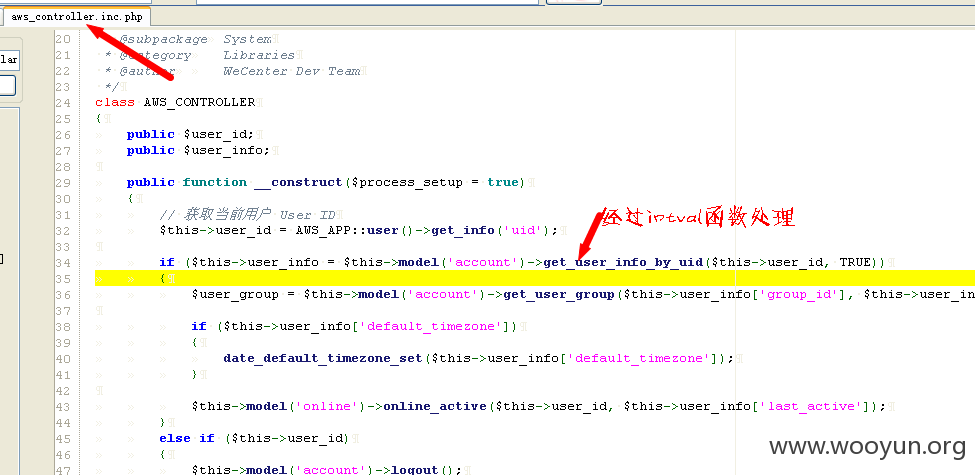 aws_controller.inc.php
lar
20 * @subpackage System
21 * @category Libraries
22 * @author WeCenter Dev Team
23 */
24 class AWS_CONTROLLER
25 {
26 public $user_id;
27 public $user_info;
28
29 public function __construct($process_setup = true)
30 {
31 // 获取当前用户 User ID
32 $this->user_id = AWS_APP::user()->get_info('uid');
经过intval函数处理
33
34 if ($this->user_info = $this->model('account')->get_user_info_by_uid($this->user_id, TRUE))
35 {
36 $user_group = $this->model('account')->get_user_group($this->user_info['group_id'], $this->user_in
37
38 if ($this->user_info['default_timezone'])
39 {
40 date_default_timezone_set($this->user_info['default_timezone']);
41 }
42
43 $this->model('online')->online_active($this->user_id, $this->user_info['last_active']);
44 }
45 else if ($this->user_id)
46 {
47 $this->model('account')->logout();
www.wooyun.org